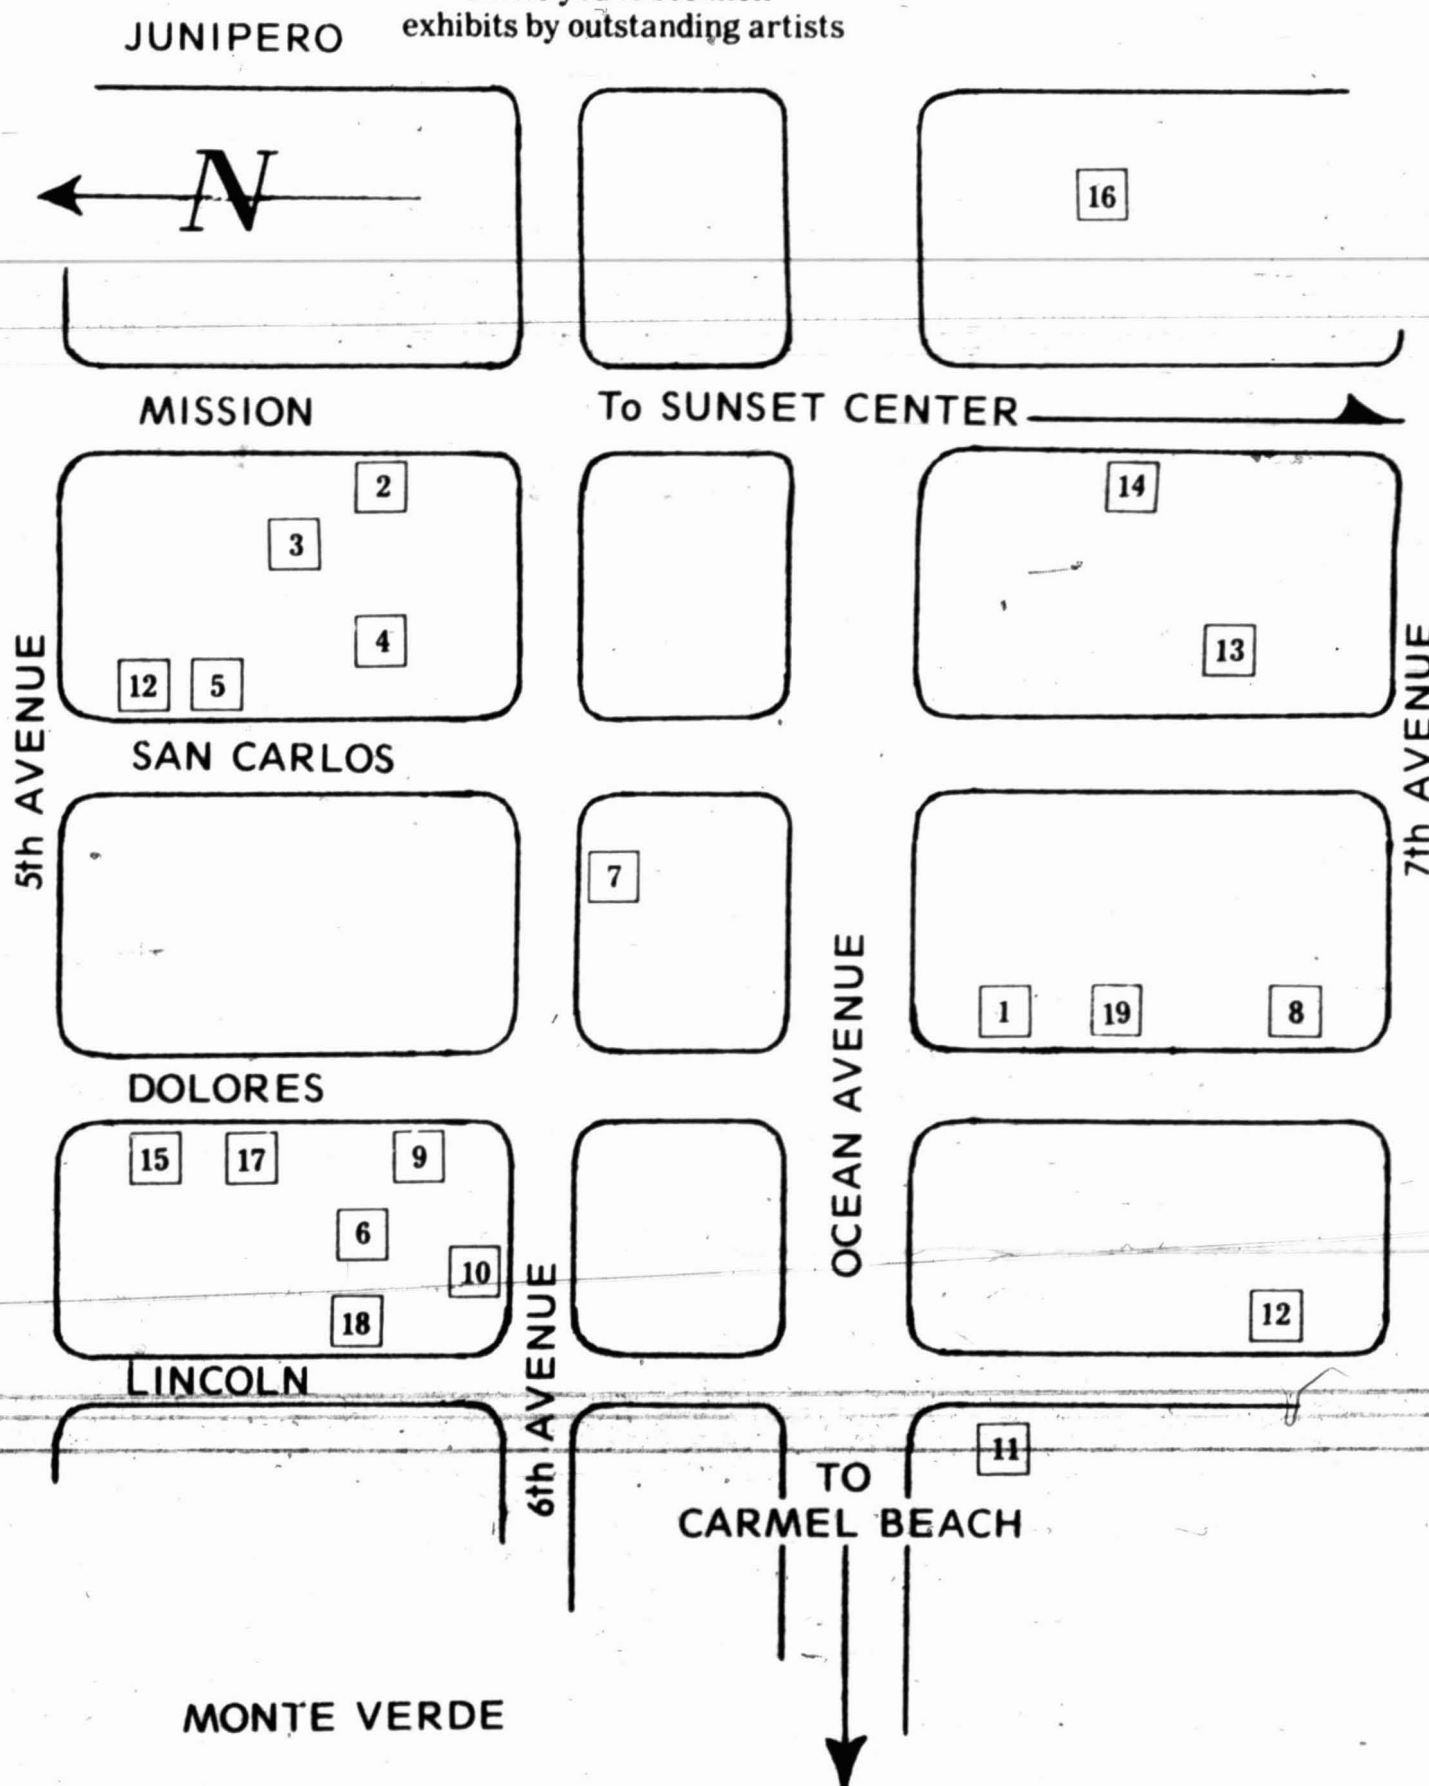 exhibits by outstanding artists
JUNIPERO
N
16
MISSION
To SUNSET CENTER
2
14
3
4
13
12
5
5th AVENUE
7th AVENUE
SAN CARLOS
7
OCEAN AVENUE
1
19
8
DOLORES
15
17
9
6
10
18
12
6th AVENUE
LINCOLN
11
TO
CARMEL BEACH
MONTE VERDE